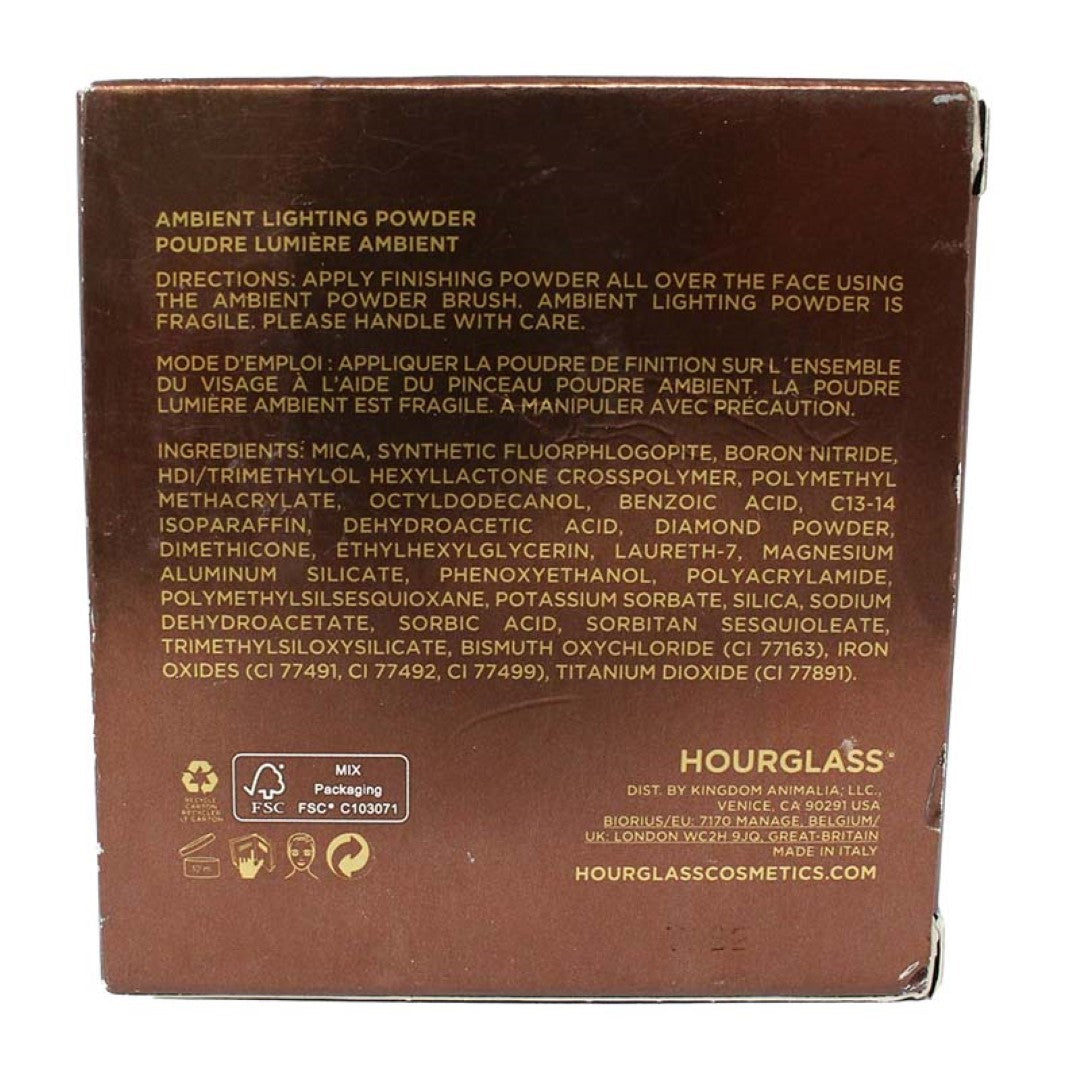 AMBIENT LIGHTING POWDER
POUDRE LUMIÈRE AMBIENT
DIRECTIONS: APPLY FINISHING POWDER ALL OVER THE FACE USING
THE AMBIENT POWDER BRUSH. AMBIENT LIGHTING POWDER IS
FRAGILE. PLEASE HANDLE WITH CARE.
MODE D'EMPLOI : APPLIQUER LA POUDRE DE FINITION SUR L´ENSEMBLE
DU VISAGE À L'AIDE DU PINCEAU POUDRE AMBIENT. LA POUDRE
LUMIÈRE AMBIENT EST FRAGILE. À MANIPULER AVEC PRÉCAUTION.
INGREDIENTS: MICA, SYNTHETIC FLUORPHLOGOPITE, BORON NITRIDE,
HDI/TRIMETHYLOL HEXYLLACTONE CROSSPOLYMER, POLYMETHYL
METHACRYLATE, OCTYLDODECANOL, BENZOIC ACID, C13-14
ISOPARAFFIN, DEHYDROACETIC ACID, DIAMOND POWDER,
DIMETHICONE, ETHYLHEXYLGLYCERIN, LAURETH-7, MAGNESIUM
ALUMINUM SILICATE, PHENOXYETHANOL, POLYACRYLAMIDE,
POLYMETHYLSILSESQUIOXANE, POTASSIUM SORBATE, SILICA, SODIUM
DEHYDROACETATE, SORBIC ACID, SORBITAN SESQUIOLEATE,
TRIMETHYLSILOXYSILICATE, BISMUTH OXYCHLORIDE (CI 77163), IRON
OXIDES (CI 77491, CI 77492, CI 77499), TITANIUM DIOXIDE (CI 77891).
RECYCLE
CARTON
RECYCLER
LE CARTON
FSC
MIX
Packaging
FSC® C103071
12 M
HOURGLASS®
DIST. BY KINGDOM ANIMALIA, LLC.,
VENICE, CA 90291 USA
BIORIUS/EU: 7170 MANAGE, BELGIUM/
UK: LONDON WC2H 9JQ, GREAT-BRITAIN
MADE IN ITALY
HOURGLASSCOSMETICS.COM